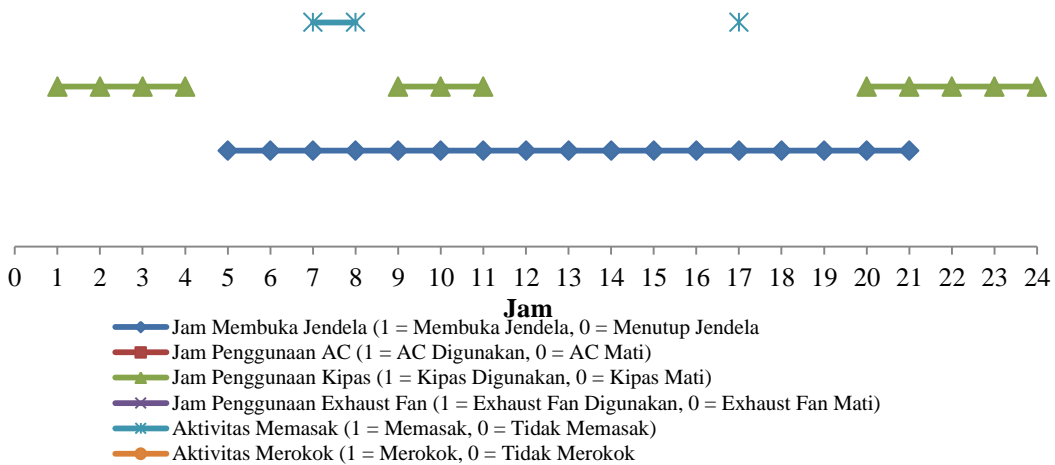 0 1 2 3 4 5 6 7 8 9 10 11 12 13 14 15 16 17 18 19 20 21 22 23 24
Jam
Jam Membuka Jendela (1 = Membuka Jendela, 0 = Menutup Jendela
Jam Penggunaan AC (1 = AC Digunakan, 0 = AC Mati)
Jam Penggunaan Kipas (1 = Kipas Digunakan, 0 = Kipas Mati)
Jam Penggunaan Exhaust Fan (1 = Exhaust Fan Digunakan, 0 = Exhaust Fan Mati)
Aktivitas Memasak (1 = Memasak, 0 = Tidak Memasak)
Aktivitas Merokok (1 = Merokok, 0 = Tidak Merokok